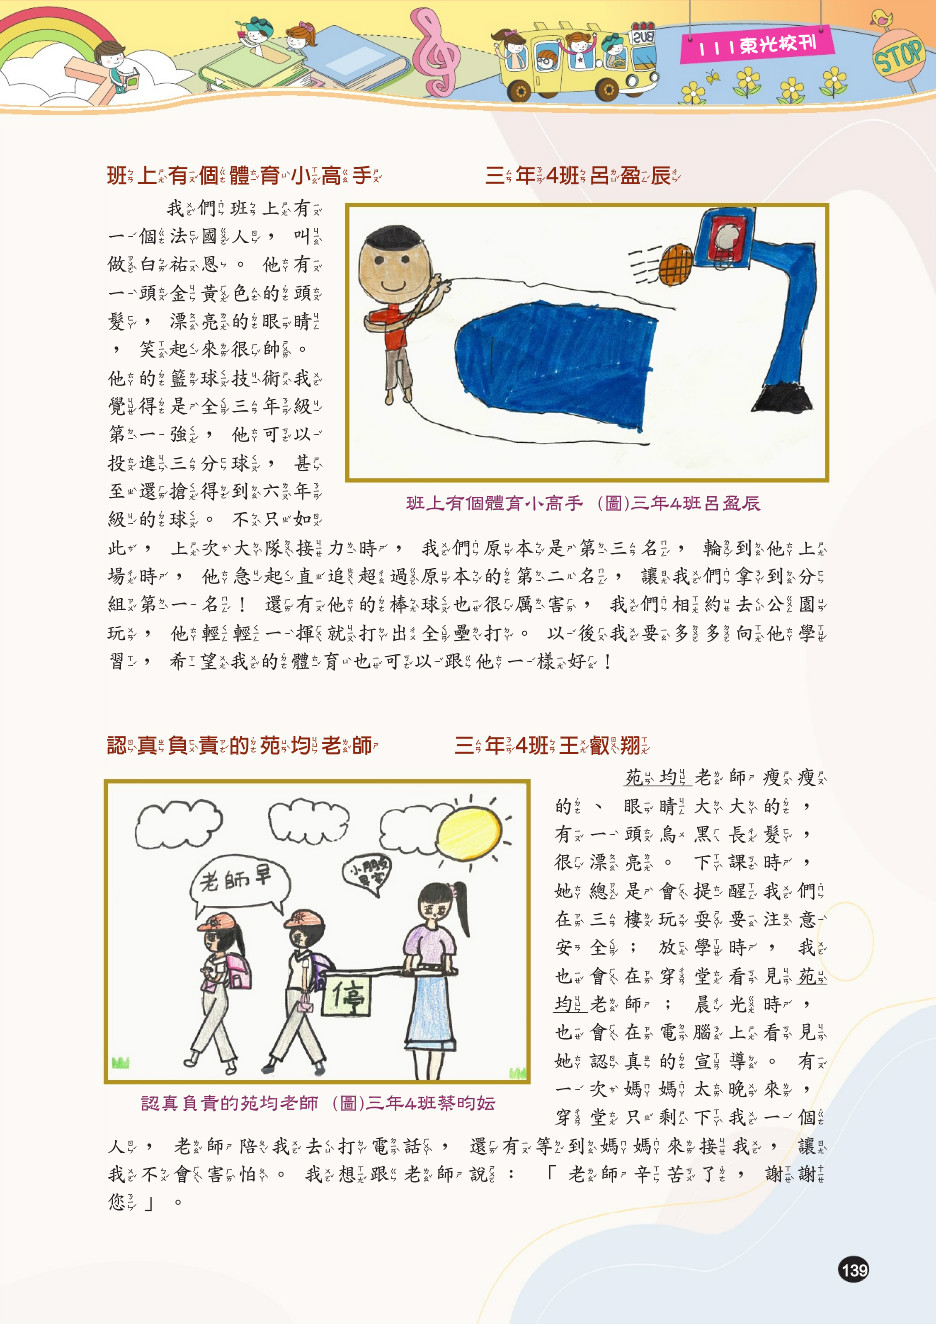 111東光校刊
STOP
BUS
班上有個體育小高手 三年4班呂盈辰
我們班上有
一個法國人，叫
做白祐恩。他有
一頭金黃色的頭
髮，漂亮的眼睛
，笑起來很帥。
他的籃球技術我
覺得是全三年級
第一強，他可以
投進三分球，甚
至還搶得到六年
級的球。不只如
班上有個體育小高手 (圖)三年4班呂盈辰
此，上次大隊接力時，我們原本是第三名，輪到他上
場時，他急起直追超過原本的第二名，讓我們拿到分
組第一名！還有他的棒球也很厲害，我們相約去公園
玩，他輕輕一揮就打出全壘打。以後我要多多向他學
習，希望我的體育也可以跟他一樣好！
認真負責的苑均老師 三年4班王叡翔
老師早
小朋友
早安
停
認真負責的苑均老師 (圖)三年4班蔡昀妘
苑均老師瘦瘦
的、眼睛大大的，
有一頭烏黑長髮，
很漂亮。下課時，
她總是會提醒我們
在三樓玩耍要注意
安全；放學時，我
也會在穿堂看見苑
均老師；晨光時，
也會在電腦上看見
她認真的宣導。有
一次媽媽太晚來，
穿堂只剩下我一個
人，老師陪我去打電話，還有等到媽媽來接我，讓
我不會害怕。我想跟老師說：「老師辛苦了，謝謝
您」。
139